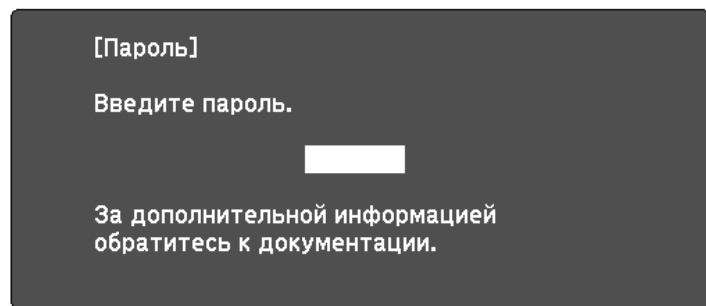 [Пароль]
Введите пароль.
За дополнительной информацией
обратитесь к документации.